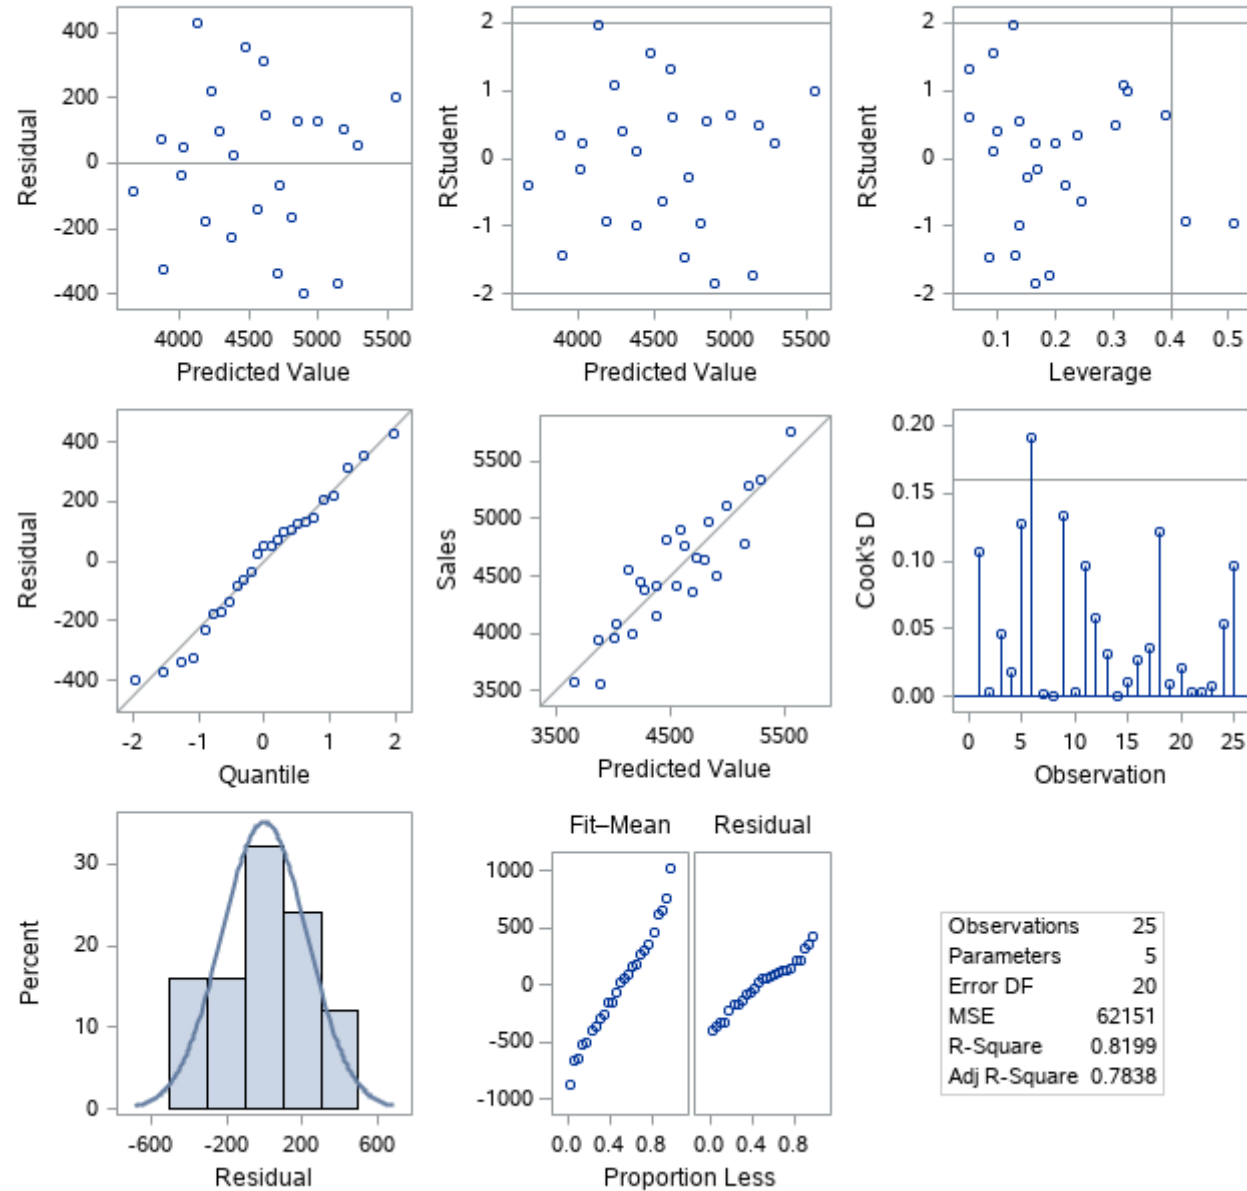 Residual
400
200
0
-200
-400
4000 4500 5000 5500
Predicted Value
RStudent
2
1
0
-1
-2
4000 4500 5000 5500
Predicted Value
RStudent
2
1
0
-1
-2
0.1 0.2 0.3 0.4 0.5
Leverage
Residual
400
200
0
-200
-400
-2 -1 0 1 2
Quantile
Sales
5500
5000
4500
4000
3500
3500 4500 5500
Predicted Value
Cook's D
0.20
0.15
0.10
0.05
0.00
0 5 10 15 20 25
Observation
Percent
30
20
10
0
-600 -200 200 600
Residual
Fit–Mean Residual
1000
500
0
-500
-1000
0.0 0.4 0.8 0.0 0.4 0.8
Proportion Less
Observations 25
Parameters 5
Error DF 20
MSE 62151
R-Square 0.8199
Adj R-Square 0.7838